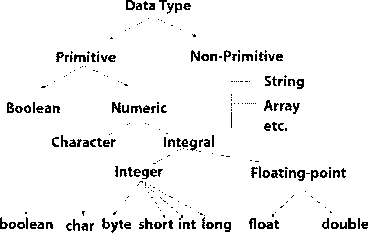 Data Type
Primitive Non-Primitive
String
Boolean Numeric Array
etc.
Character Integral
Integer Floating-point
boolean char byte short int long float double